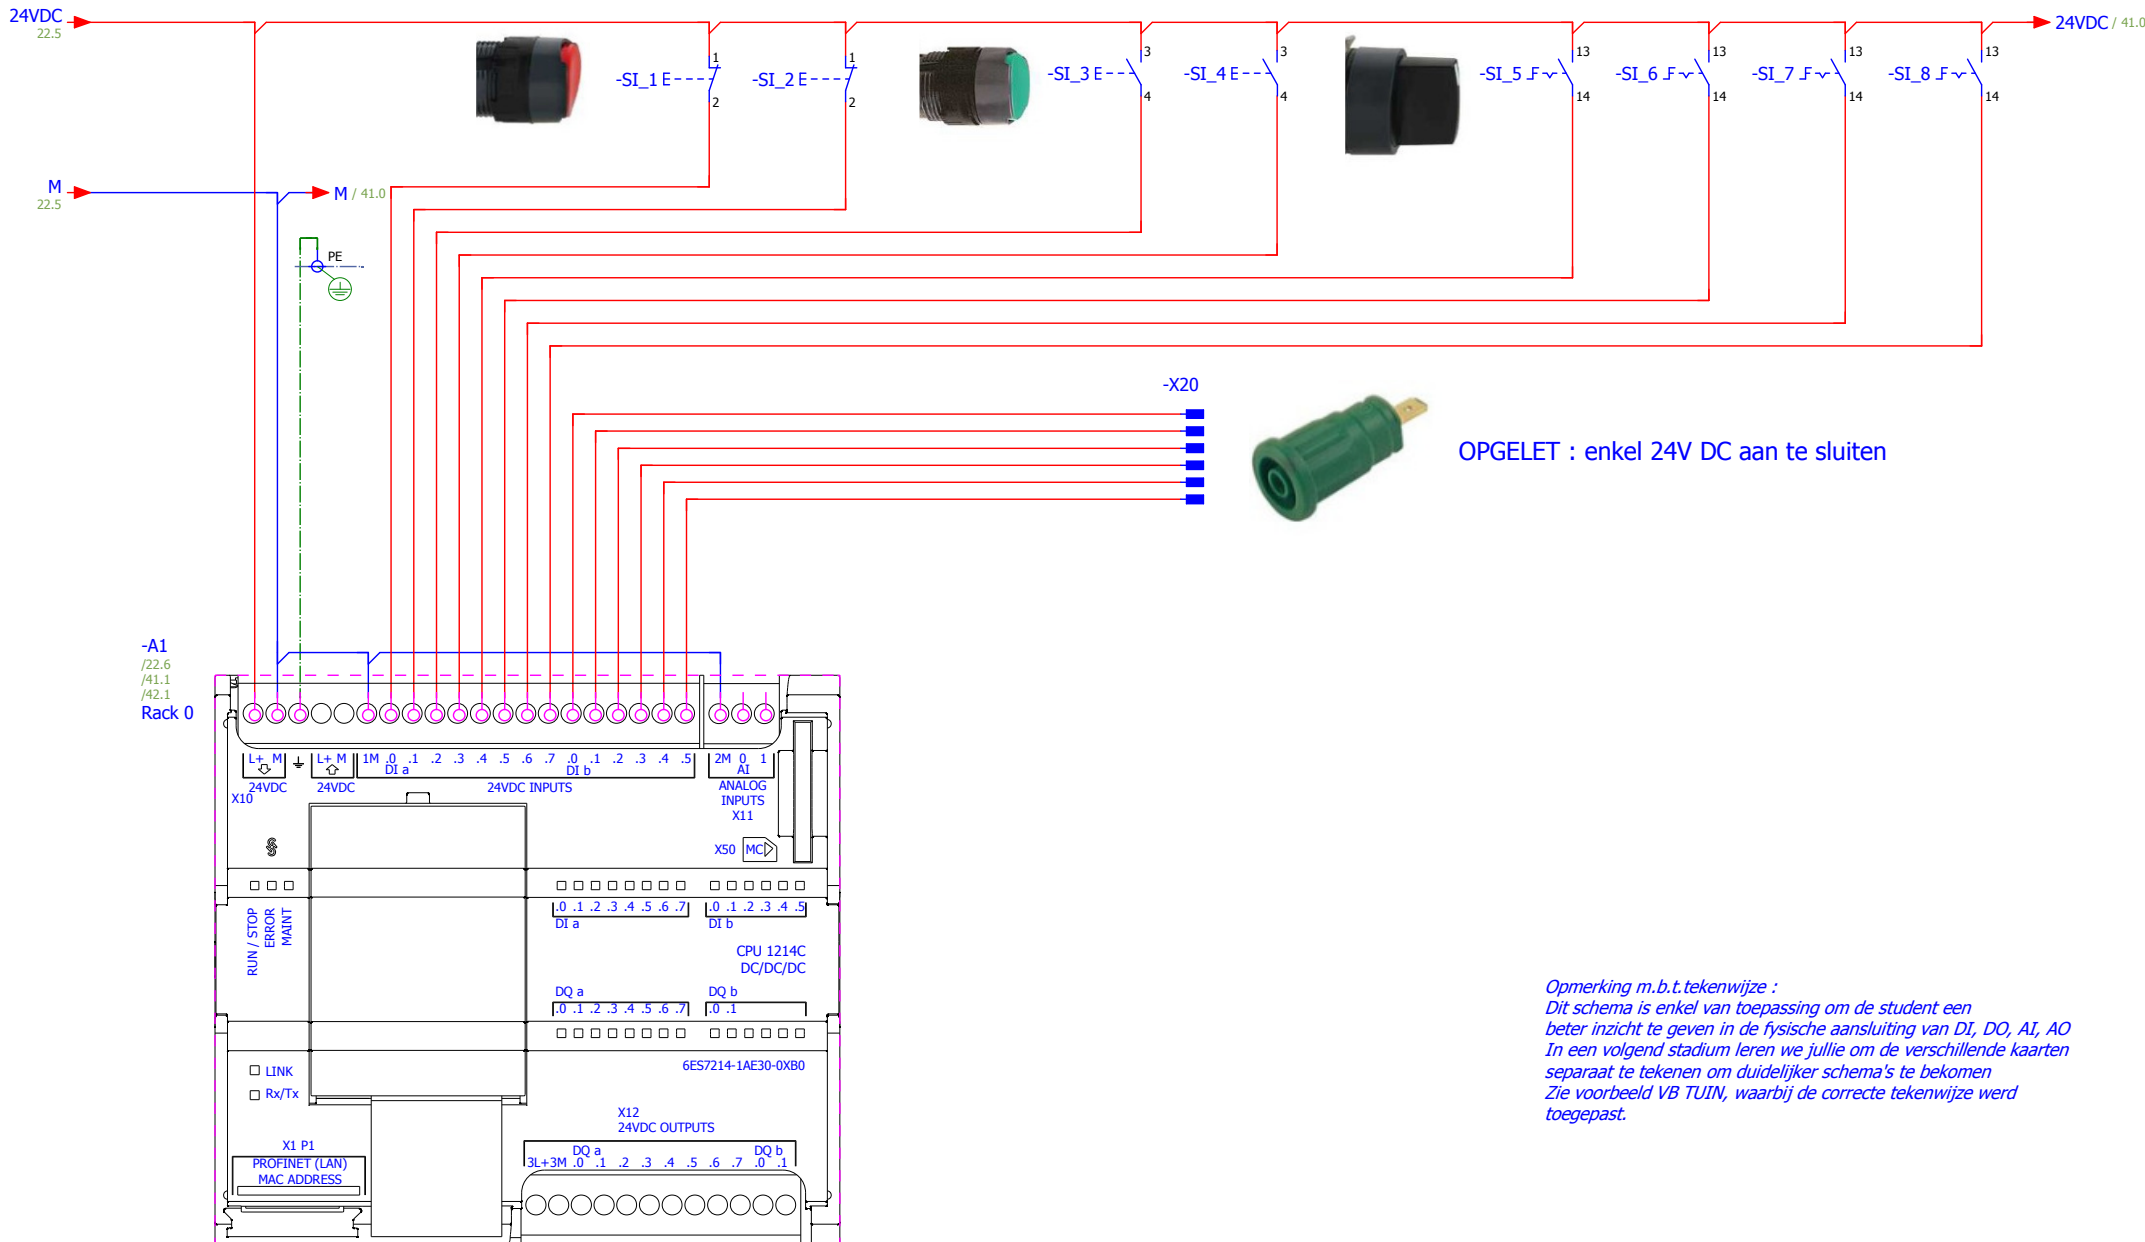 24VDC
22.5
24VDC / 41.0
-SI_1
1
2
-SI_2
1
2
-SI_3
3
4
-SI_4
3
4
-SI_5
13
14
-SI_6
13
14
-SI_7
13
14
-SI_8
13
14
M
22.5
M / 41.0
PE
-X20
OPGELET : enkel 24V DC aan te sluiten
-A1
/22.6
/41.1
/42.1
Rack 0
L+ M L+ M 1M .0 .1 .2 .3 .4 .5 .6 .7 .0 .1 .2 .3 .4 .5 2M 0 1
DI a DI b AI
24VDC 24VDC 24VDC INPUTS ANALOG
INPUTS
X11
X10
X50 MC
RUN / STOP
ERROR
MAINT
.0 .1 .2 .3 .4 .5 .6 .7 .0 .1 .2 .3 .4 .5
DI a DI b
CPU 1214C
DC/DC/DC
DQ a DQ b
.0 .1 .2 .3 .4 .5 .6 .7 .0 .1
6ES7214-1AE30-0XB0
LINK
Rx/Tx
X12
24VDC OUTPUTS
X1 P1
PROFINET (LAN)
MAC ADDRESS
DQ a DQ b
3L+3M .0 .1 .2 .3 .4 .5 .6 .7 .0 .1
Opmerking m.b.t.tekenwijze :
Dit schema is enkel van toepassing om de student een
beter inzicht te geven in de fysische aansluiting van DI, DO, AI, AO
In een volgend stadium leren we jullie om de verschillende kaarten
separaat te tekenen om duidelijker schema's te bekomen
Zie voorbeeld VB TUIN, waarbij de correcte tekenwijze werd
toegepast.